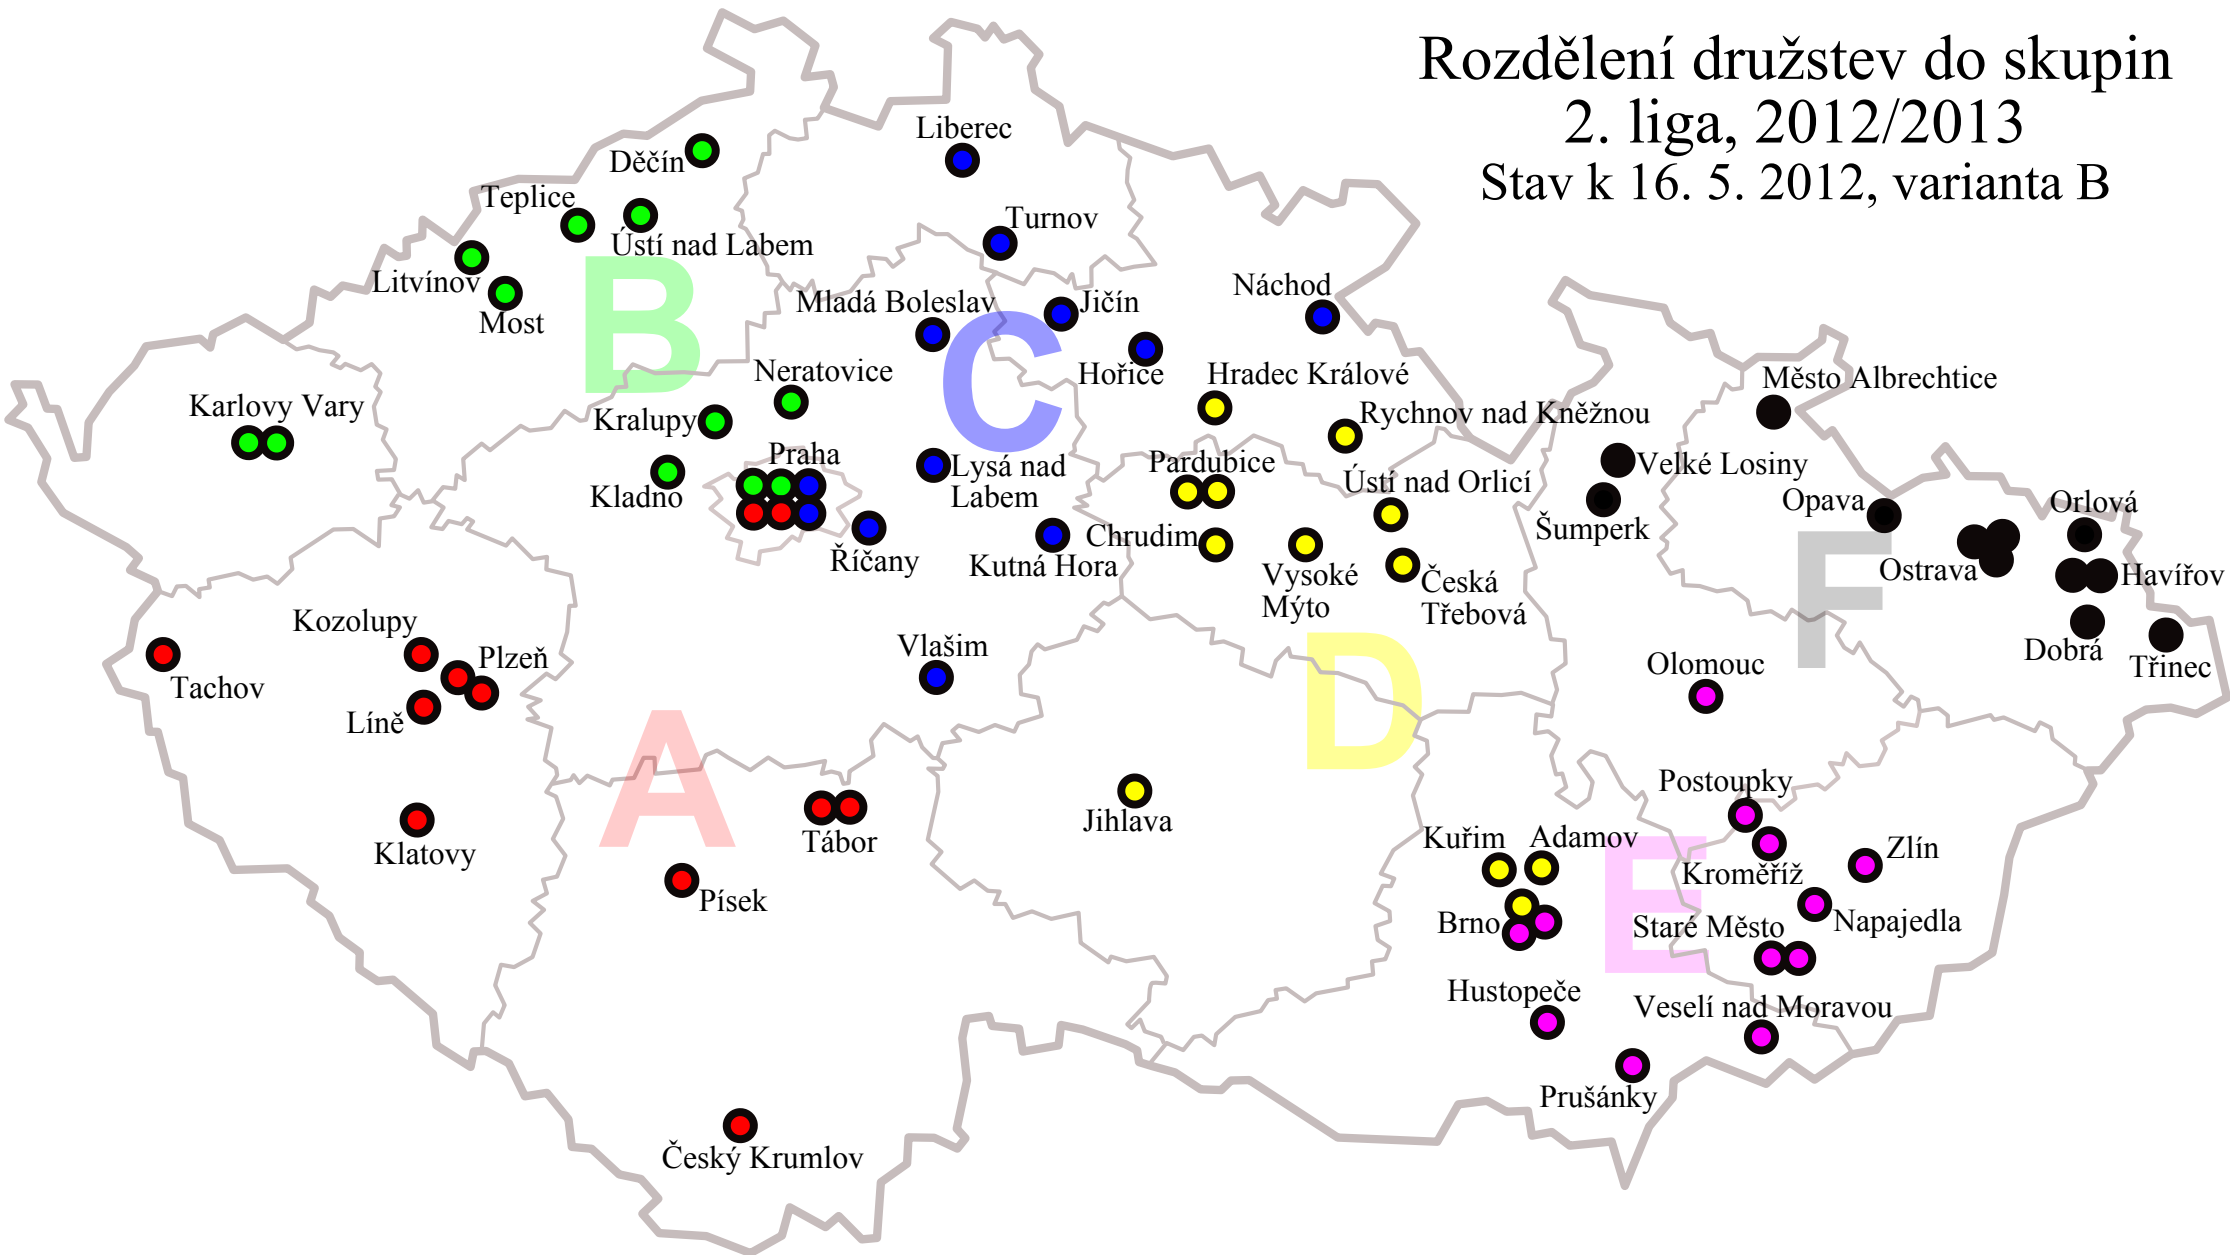 Rozdělení družstev do skupin
2. liga, 2012/2013
Stav k 16. 5. 2012, varianta B
Liberec
Děčín
Teplice
Turnov
Ústí nad Labem
Litvínov
Most
B
Mladá Boleslav
Jičín
Náchod
C
Hořice
Neratovice
Hradec Králové
Město Albrechtice
Karlovy Vary
Kralupy
Rychnov nad Kněžnou
Praha
Lysá nad
Labem
Pardubice
Velké Losiny
Kladno
Ústí nad Orlicí
Opava
Orlová
Šumperk
Chrudim
Říčany
Kutná Hora
Vysoké
Mýto
Česká
Třebová
Ostrava
Havířov
F
Kozolupy
Vlašim
Dobrá
Třinec
Plzeň
Olomouc
Tachov
Líně
D
A
Postoupky
Jihlava
Tábor
Klatovy
Kuřim
Adamov
Zlín
Kroměříž
Písek
E
Brno
Staré Město
Napajedla
Hustopeče
Veselí nad Moravou
Prušánky
Český Krumlov